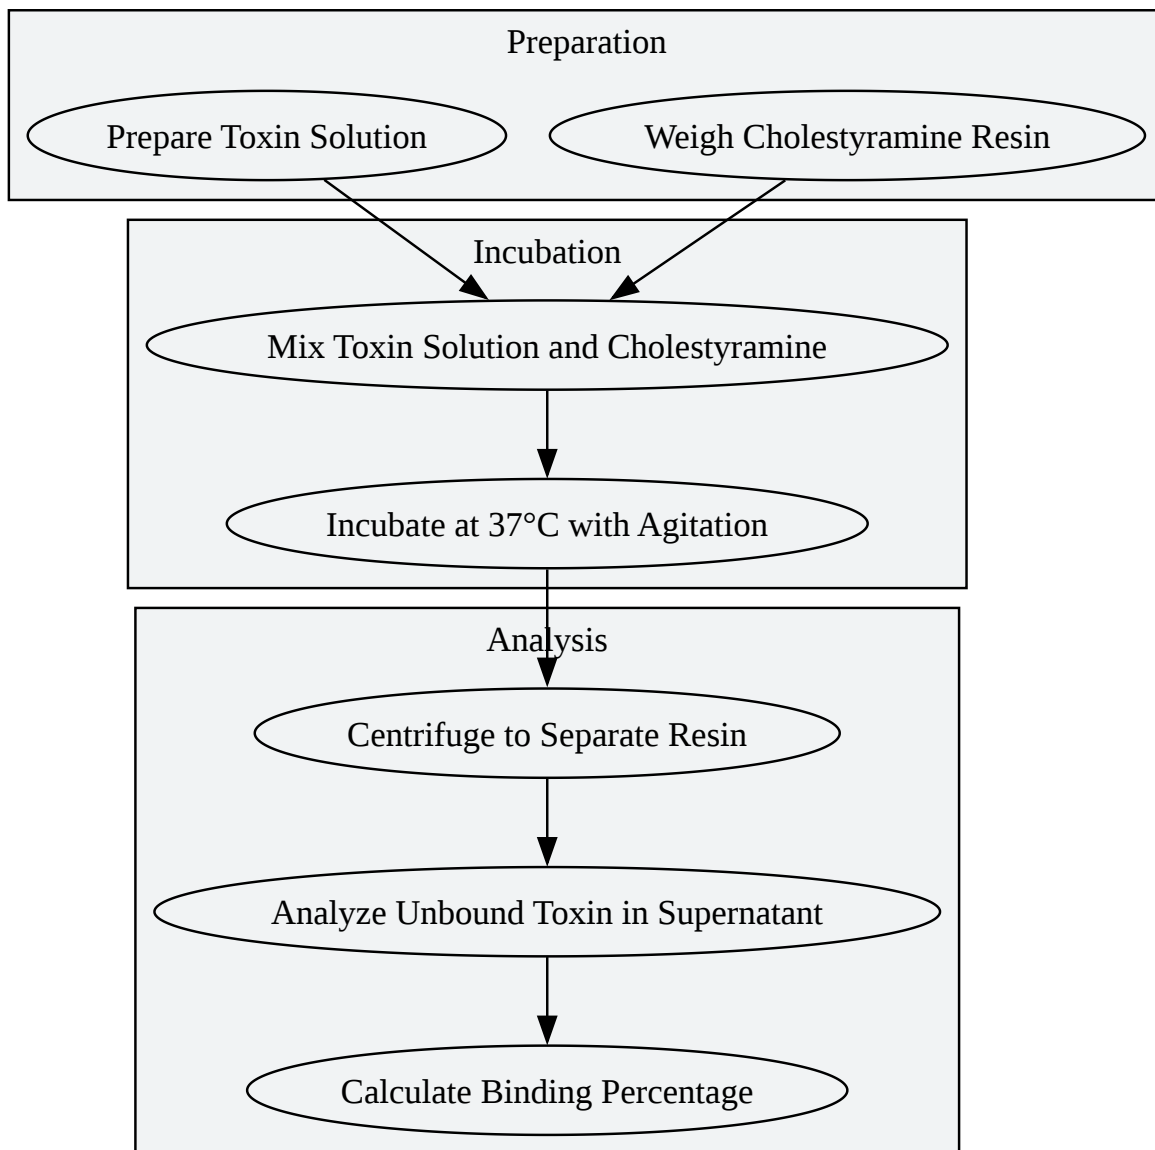 Preparation
Prepare Toxin Solution
Weigh Cholestyramine Resin
Incubation
Mix Toxin Solution and Cholestyramine
Incubate at 37°C with Agitation
Analysis
Centrifuge to Separate Resin
Analyze Unbound Toxin in Supernatant
Calculate Binding Percentage